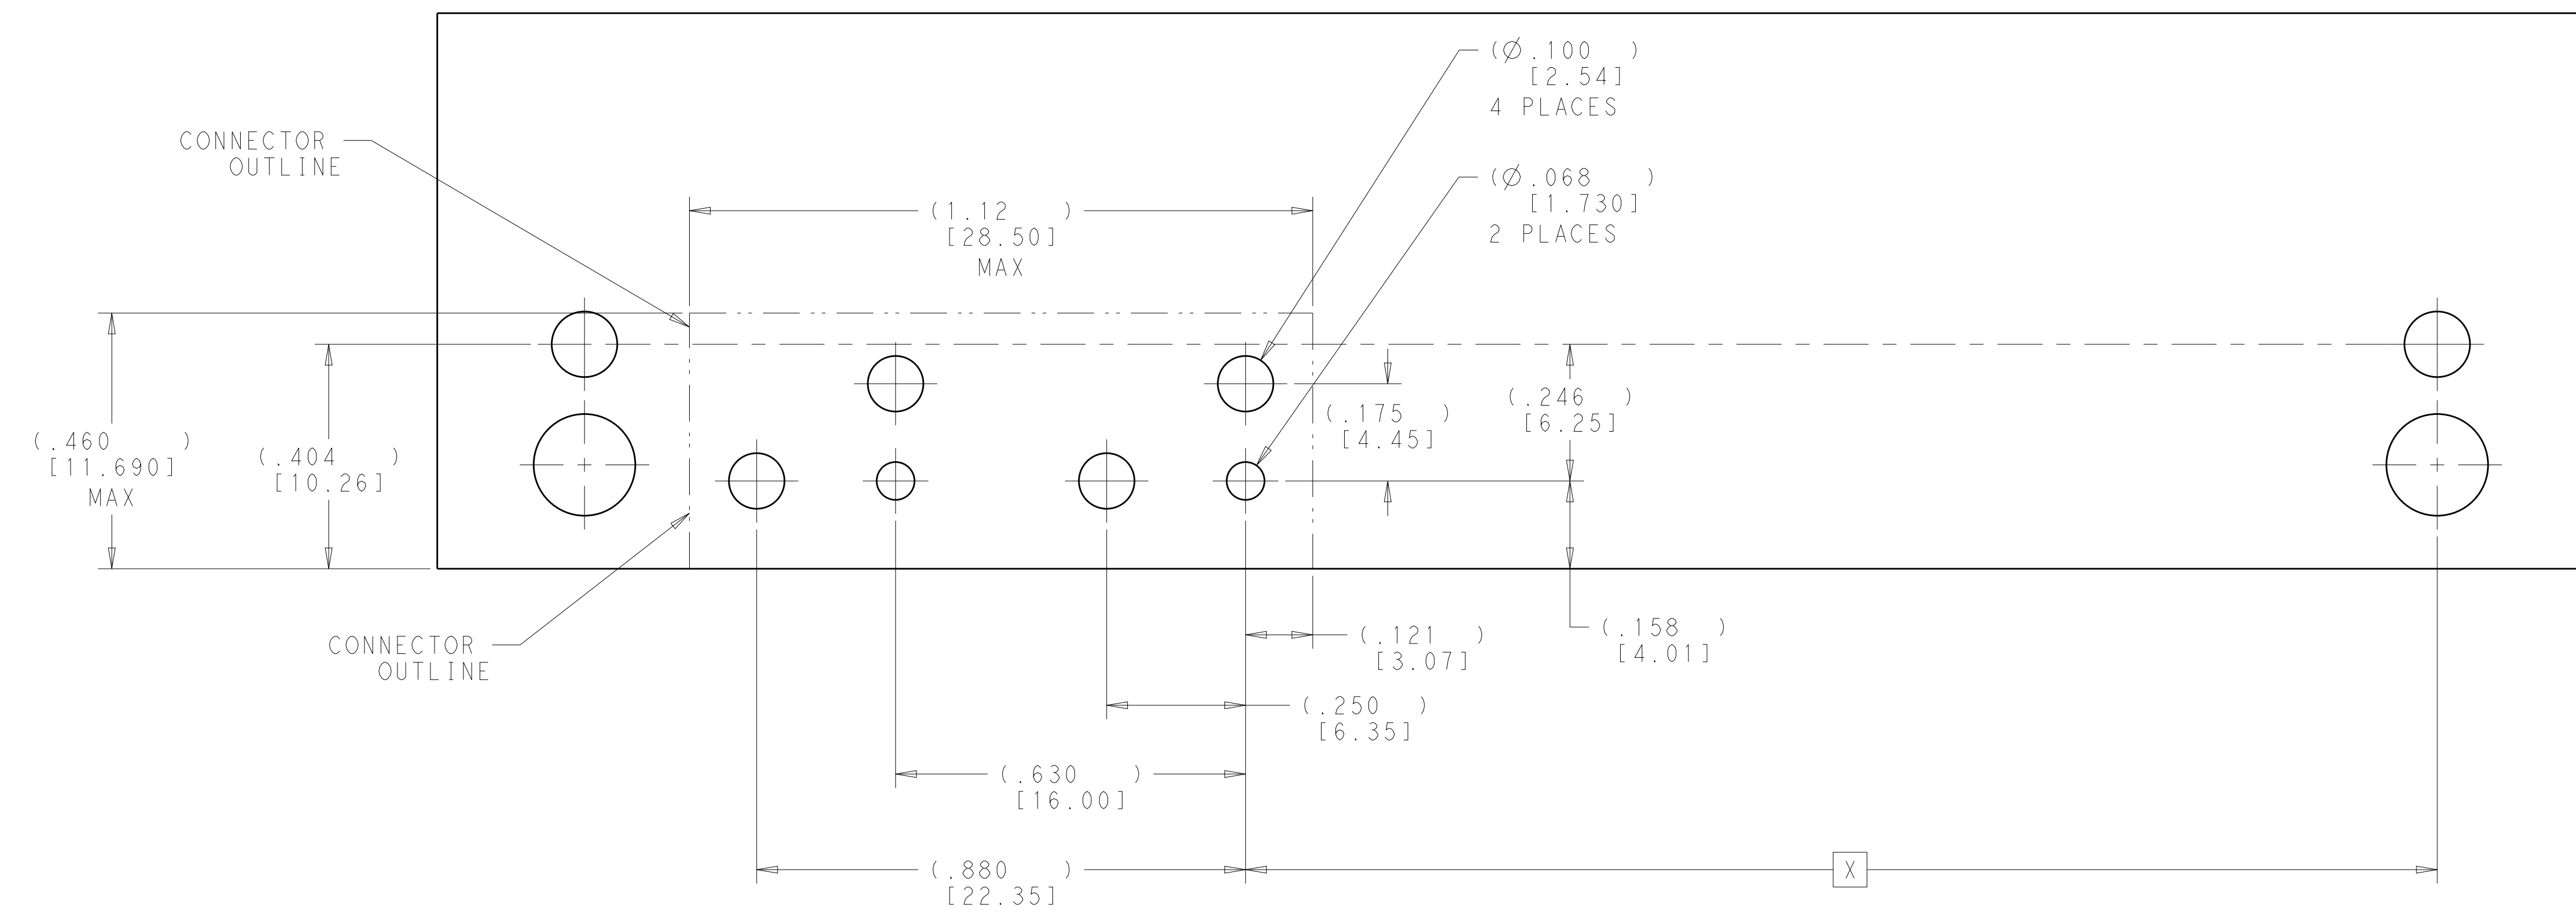 (Ø.100 )
[2.54]
4 PLACES
CONNECTOR
OUTLINE
(Ø.068 )
[1.730]
2 PLACES
(1.12 )
[28.50]
MAX
(.460 )
[11.690]
MAX
(.404 )
[10.26]
(.175 )
[4.45]
(.246 )
[6.25]
CONNECTOR
OUTLINE
(.121 )
[3.07]
(.158 )
[4.01]
(.250 )
[6.35]
(.630 )
[16.00]
(.880 )
[22.35]
X